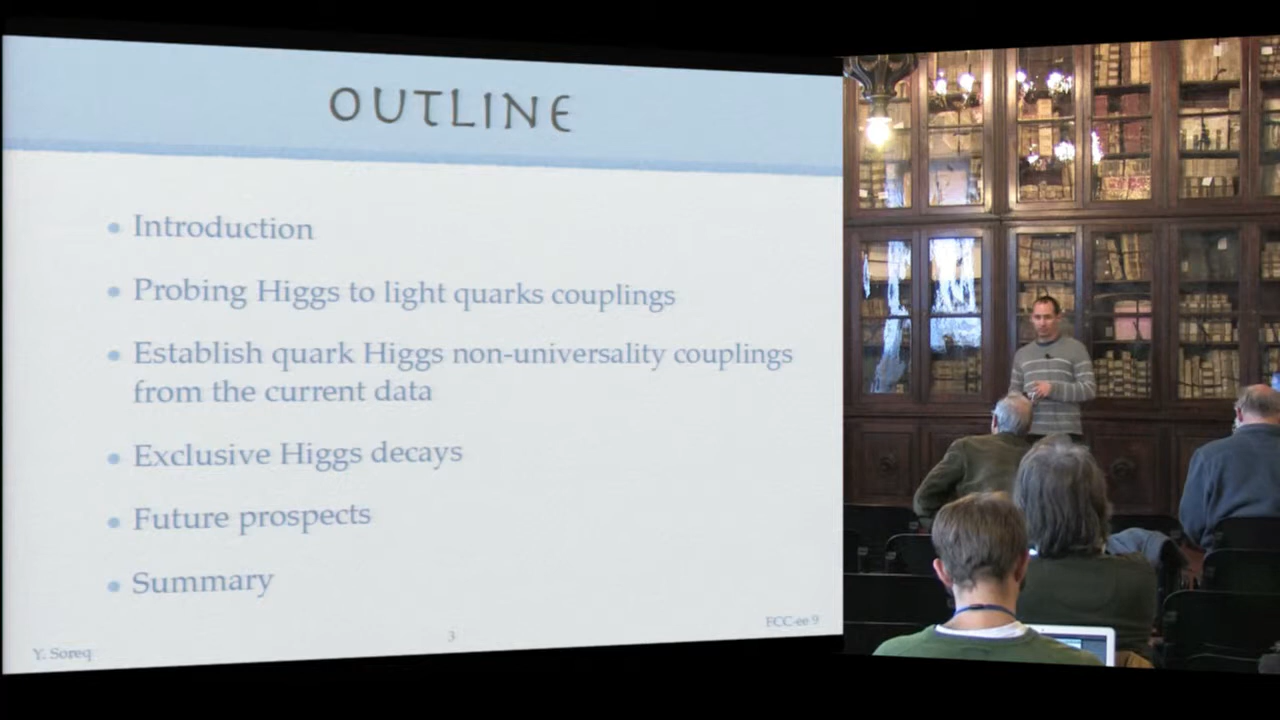 OUTLINE
• Introduction
• Probing Higgs to light quarks couplings
• Establish quark Higgs non-universality couplings
from the current data
• Exclusive Higgs decays
• Future prospects
• Summary
Y. Soreq
3
FCC-ee 9